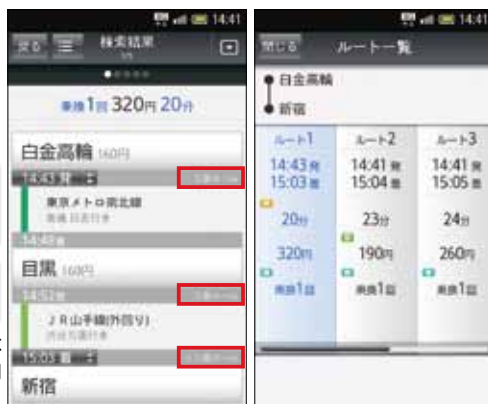 14:41
戻る 検索結果
乗換1回 320円 20分
白金高輪 160円
14:43 発
東京メトロ南北線
14:49着
目黒 160円
14:52発
JR山手線(外回り)
15:03 着
新宿
14:41
閉じる ルート一覧
白金高輪
新宿
ルート1 ルート2 ルート3
14:43発 14:41発 14:41発
15:03着 15:04着 15:05着
20分 23分 24分
320円 190円 260円
乗換1回 乗換1回 乗換1回